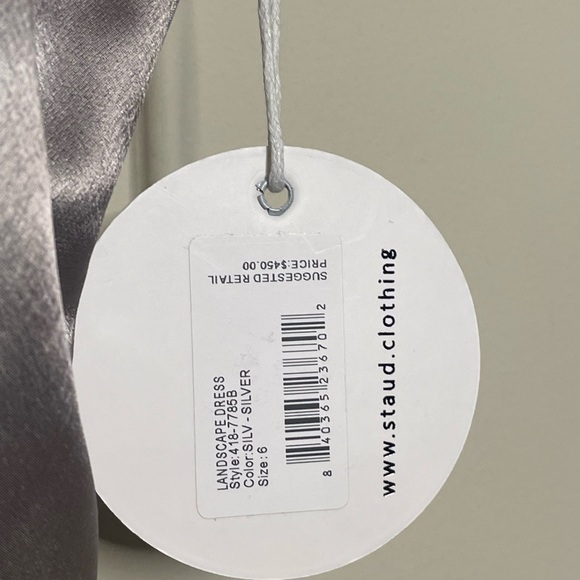 SUGGESTED RETAIL
PRICE:$450.00
LANDSCAPE DRESS
Style:418-7785B
Color:SILV - SILVER
Size: 6
8 40365 23670 2
www.staud.clothing